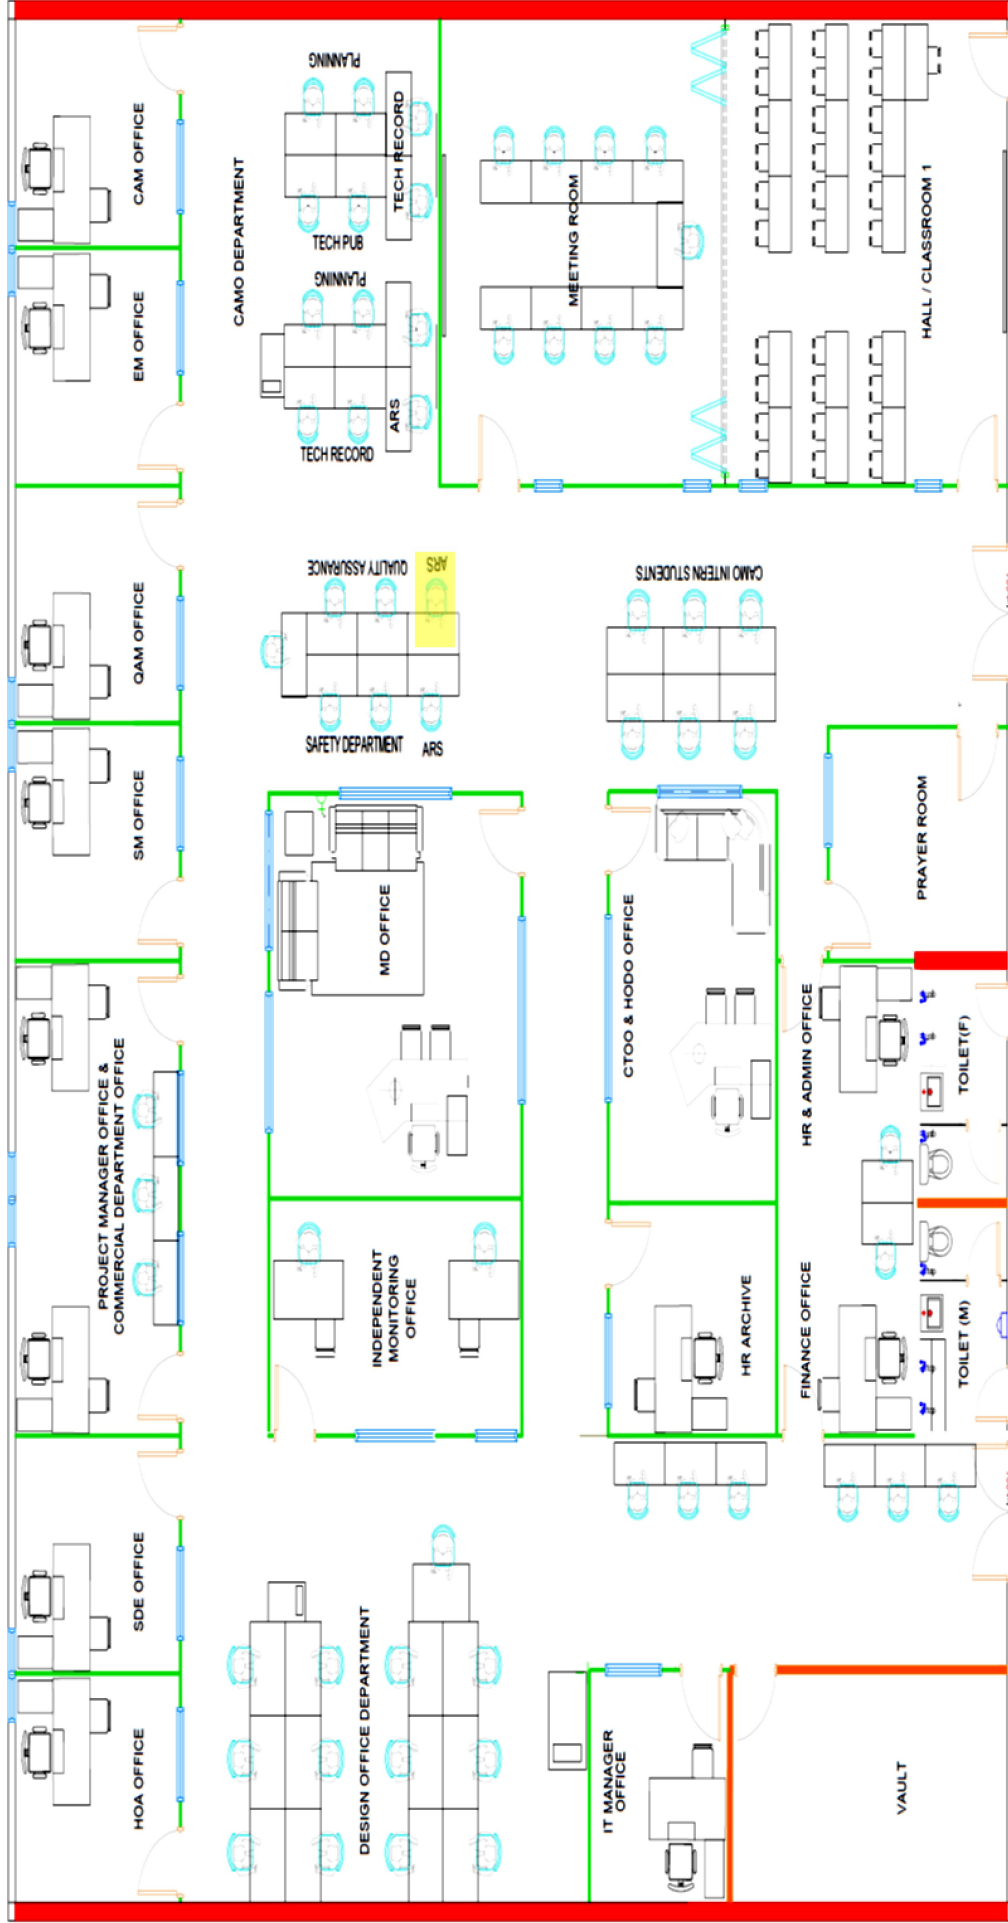 PLANNING
CAM OFFICE
TECH RECORD
CAMO DEPARTMENT
TECH PUB
MEETING ROOM
HALL / CLASSROOM 1
PLANNING
EM OFFICE
ARS
TECH RECORD
QUALITY ASSURANCE
ARS
CAMO INTERN STUDENTS
QAM OFFICE
SAFETY DEPARTMENT
ARS
SM OFFICE
PRAYER ROOM
MD OFFICE
CTOO & HODO OFFICE
HR & ADMIN OFFICE
TOILET(F)
PROJECT MANAGER OFFICE &
COMMERCIAL DEPARTMENT OFFICE
INDEPENDENT
MONITORING
OFFICE
HR ARCHIVE
FINANCE OFFICE
TOILET (M)
SDE OFFICE
DESIGN OFFICE DEPARTMENT
HOA OFFICE
IT MANAGER
OFFICE
VAULT